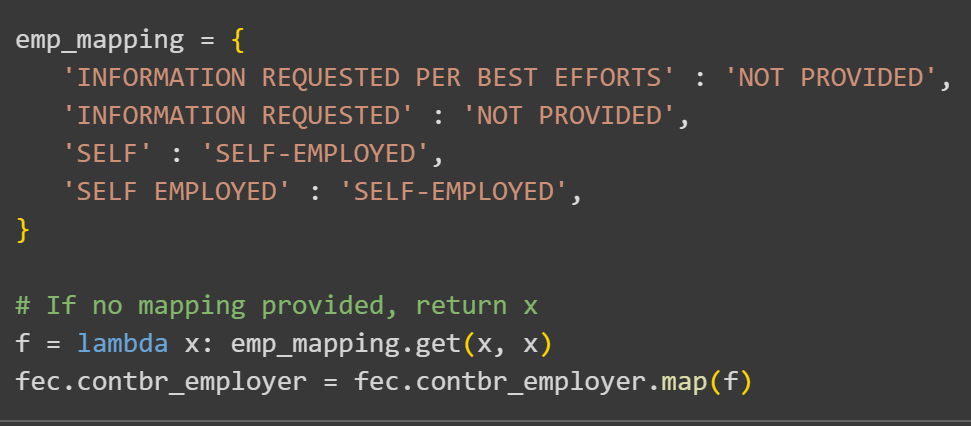 emp_mapping = {
   'INFORMATION REQUESTED PER BEST EFFORTS' : 'NOT PROVIDED',
   'INFORMATION REQUESTED' : 'NOT PROVIDED',
   'SELF' : 'SELF-EMPLOYED',
   'SELF EMPLOYED' : 'SELF-EMPLOYED',
}

# If no mapping provided, return x
f = lambda x: emp_mapping.get(x, x)
fec.contbr_employer = fec.contbr_employer.map(f)